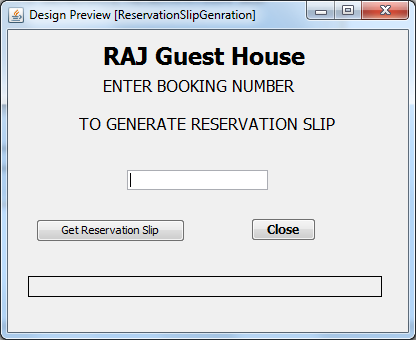 Design Preview [ReservationSlipGenration]
RAJ Guest House
ENTER BOOKING NUMBER
TO GENERATE RESERVATION SLIP
Get Reservation Slip
Close